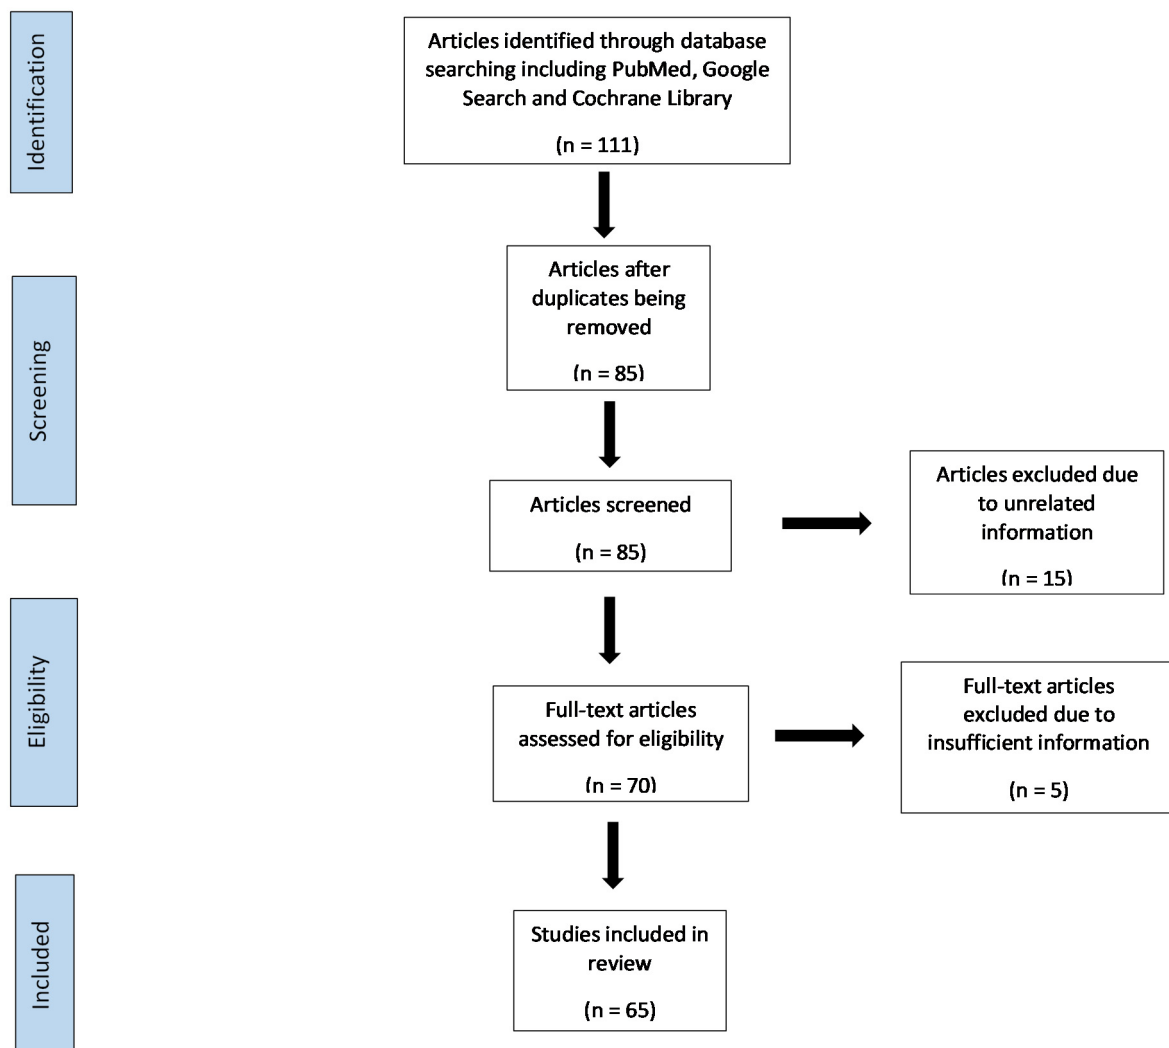 Identification
Articles identified through database
searching including PubMed, Google
Search and Cochrane Library
(n = 111)
Screening
Articles after
duplicates being
removed
(n = 85)
Articles screened
(n = 85)
Articles excluded due
to unrelated
information
(n = 15)
Eligibility
Full-text articles
assessed for eligibility
(n = 70)
Full-text articles
excluded due to
insufficient information
(n = 5)
Included
Studies included in
review
(n = 65)